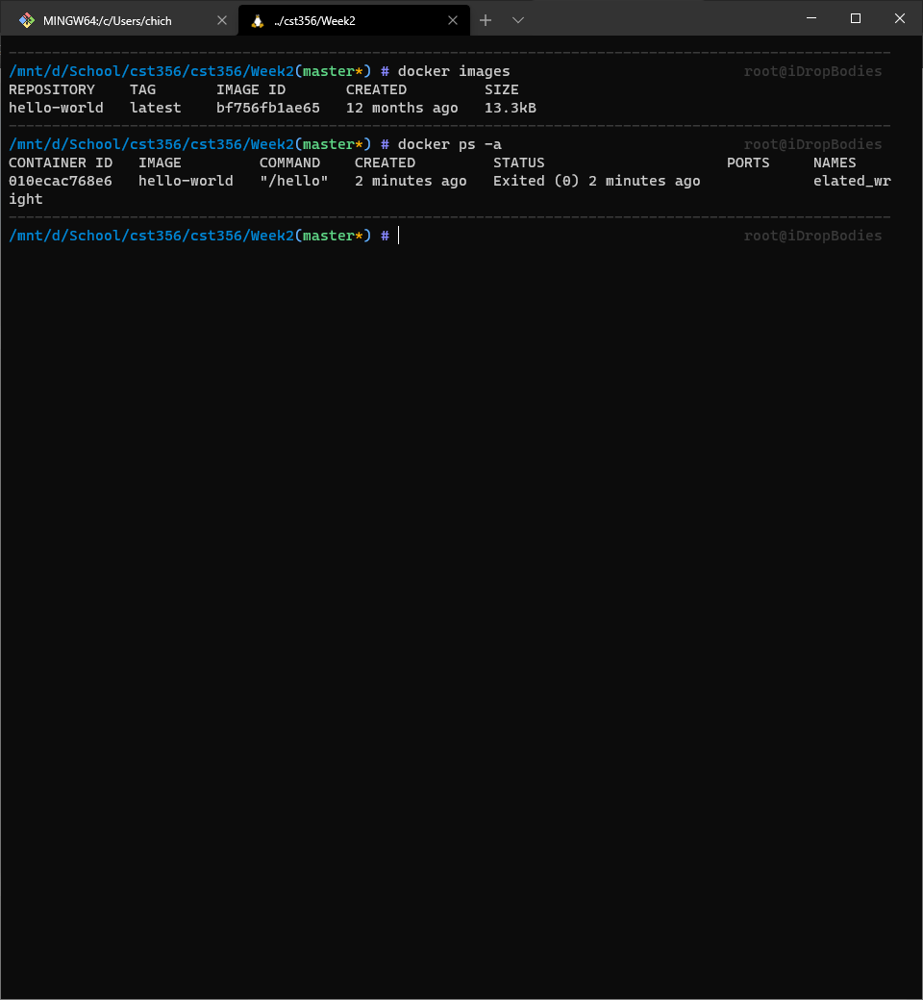 MINGW64:/c/Users/chich ../cst356/Week2
/mnt/d/School/cst356/cst356/Week2(master*) # docker images root@iDropBodies
REPOSITORY TAG IMAGE ID CREATED SIZE
hello-world latest bf756fb1ae65 12 months ago 13.3kB
/mnt/d/School/cst356/cst356/Week2(master*) # docker ps -a root@iDropBodies
CONTAINER ID IMAGE COMMAND CREATED STATUS PORTS NAMES
010ecac768e6 hello-world "/hello" 2 minutes ago Exited (0) 2 minutes ago elated_wr
ight
/mnt/d/School/cst356/cst356/Week2(master*) # root@iDropBodies